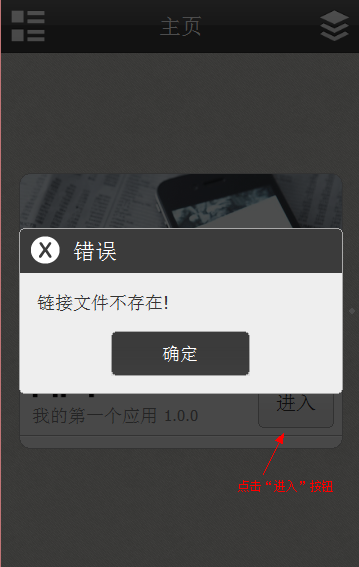 主页
错误
链接文件不存在!
确定
我的第一个应用 1.0.0
进入
点击“进入”按钮